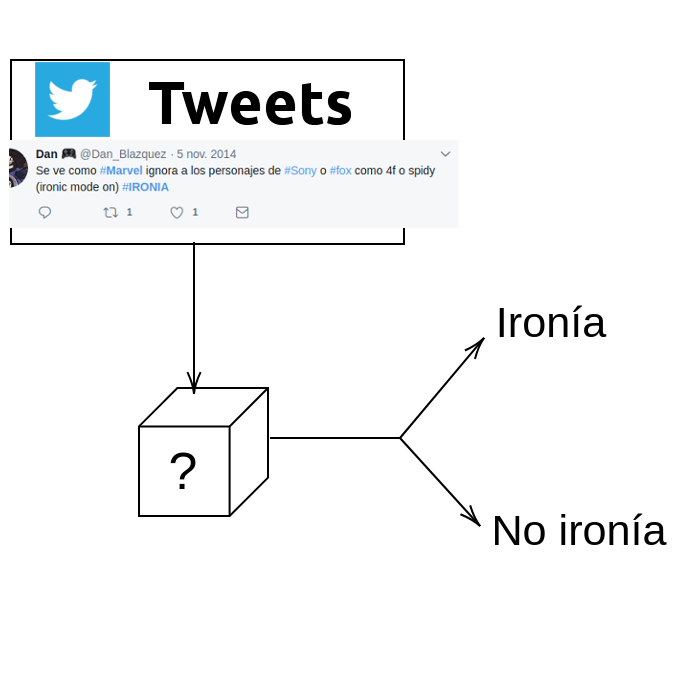 Tweets
Dan @Dan_Blazquez · 5 nov. 2014
Se ve como #Marvel ignora a los personajes de #Sony o #fox como 4f o spidy
(ironic mode on) #IRONIA
1 1
Ironía
?
No ironía